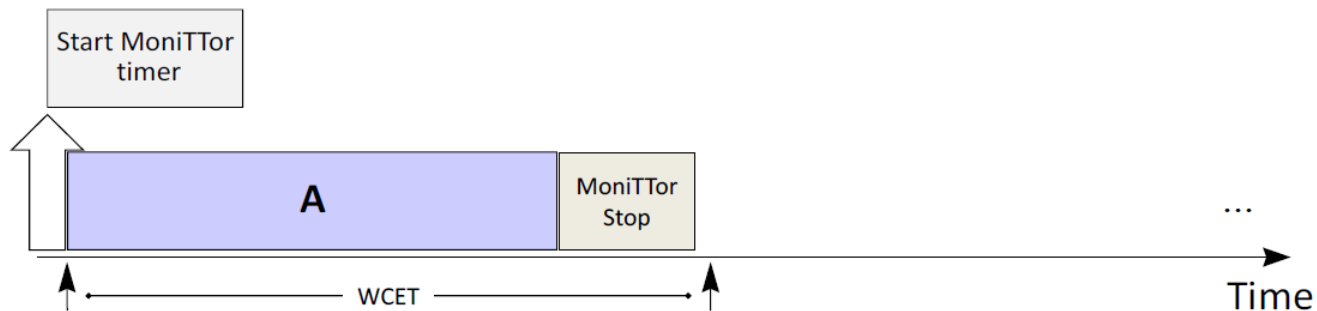 Start MoniTTor
timer
A
MoniTTor
Stop
...
WCET
Time